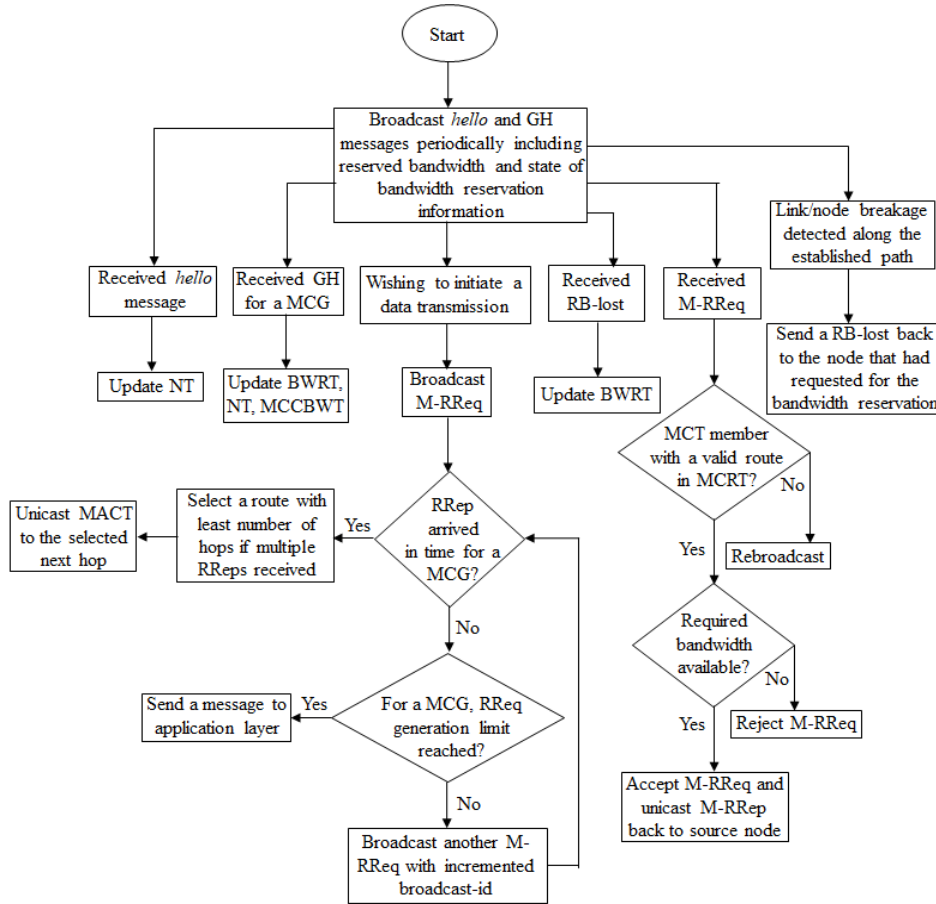 Start
Broadcast hello and GH
messages periodically including
reserved bandwidth and state of
bandwidth reservation
information
Received hello
message
Received GH
for a MCG
Wishing to initiate a
data transmission
Received
RB-lost
Received
M-RReq
Link/node breakage
detected along the
established path
Update NT
Update BWRT,
NT, MCCBWT
Broadcast
M-RReq
Update BWRT
Send a RB-lost back
to the node that had
requested for the
bandwidth reservation
MCT member
with a valid route
in MCRT?
No
Yes
Rebroadcast
Unicast MACT
to the selected
next hop
Select a route with
least number of
hops if multiple
RReps received
Yes
RRep
arrived
in time for a
MCG?
No
Required
bandwidth
available?
No
Yes
Reject M-RReq
Send a message to
application layer
Yes
For a MCG, RReq
generation limit
reached?
No
Accept M-RReq and
unicast M-RRep
back to source node
Broadcast another M-
RReq with incremented
broadcast-id